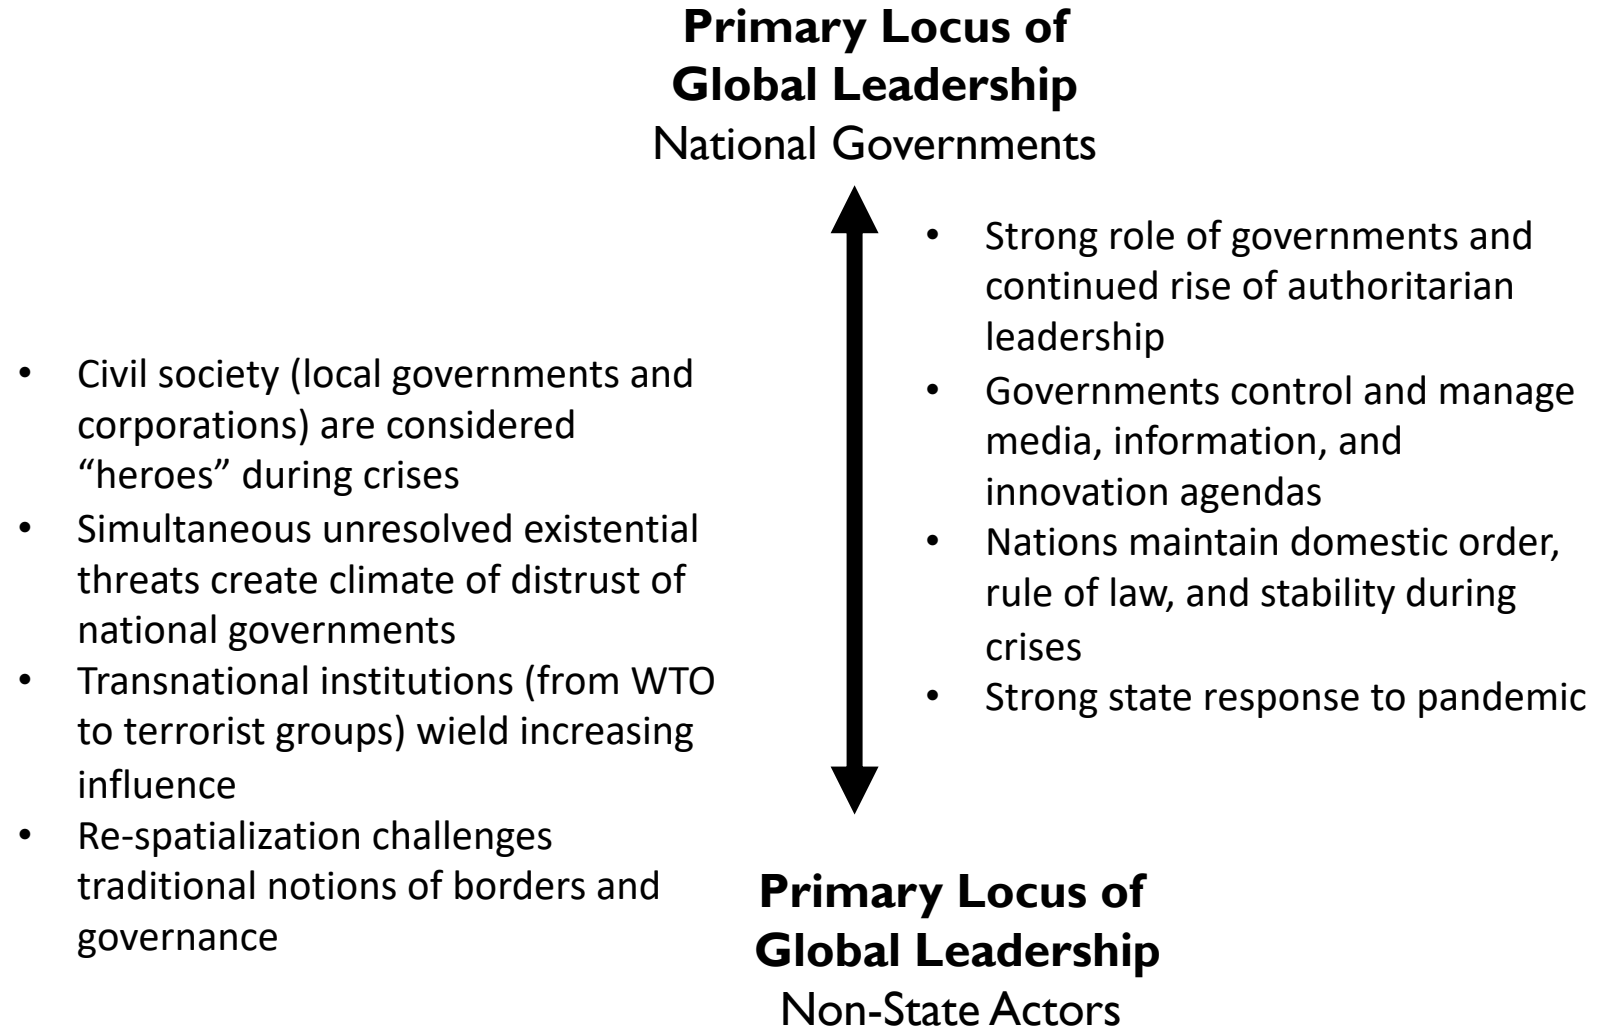 Primary Locus of
Global Leadership
National Governments
• Strong role of governments and
continued rise of authoritarian
leadership
• Governments control and manage
media, information, and
innovation agendas
• Nations maintain domestic order,
rule of law, and stability during
crises
• Strong state response to pandemic
• Civil society (local governments and
corporations) are considered
“heroes” during crises
• Simultaneous unresolved existential
threats create climate of distrust of
national governments
• Transnational institutions (from WTO
to terrorist groups) wield increasing
influence
• Re-spatialization challenges
traditional notions of borders and
governance
Primary Locus of
Global Leadership
Non-State Actors